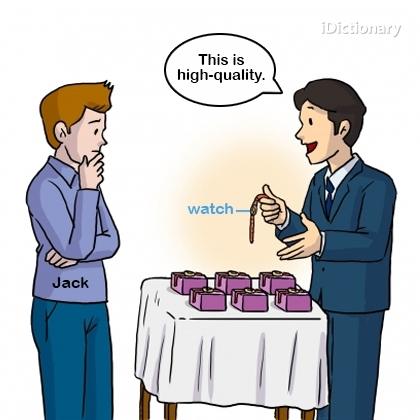 iDictionary
This is
high-quality.
watch
Jack